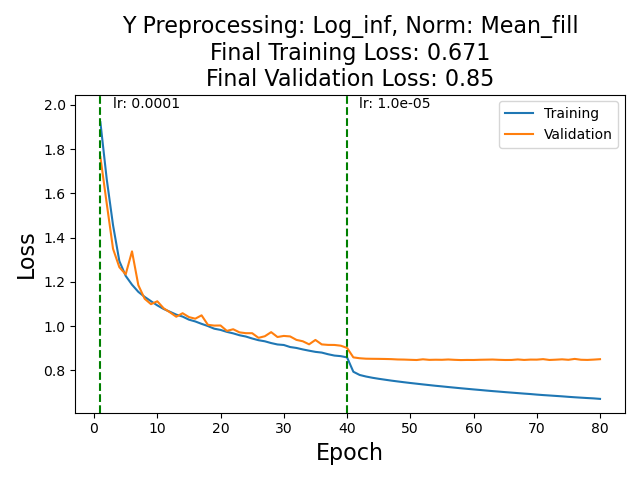 Y Preprocessing: Log_inf, Norm: Mean_fill
Final Training Loss: 0.671
Final Validation Loss: 0.85
lr: 0.0001
lr: 1.0e-05
Training
Validation
Loss
2.0
1.8
1.6
1.4
1.2
1.0
0.8
0 10 20 30 40 50 60 70 80
Epoch